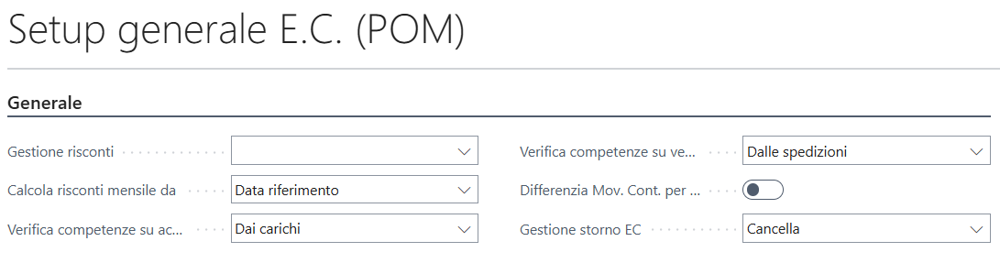 Setup generale E.C. (POM)
Generale
Gestione risconti
Calcola risconti mensile da Data riferimento
Verifica competenze su ac... Dai carichi
Verifica competenze su ve... Dalle spedizioni
Differenzia Mov. Cont. per ...
Gestione storno EC Cancella